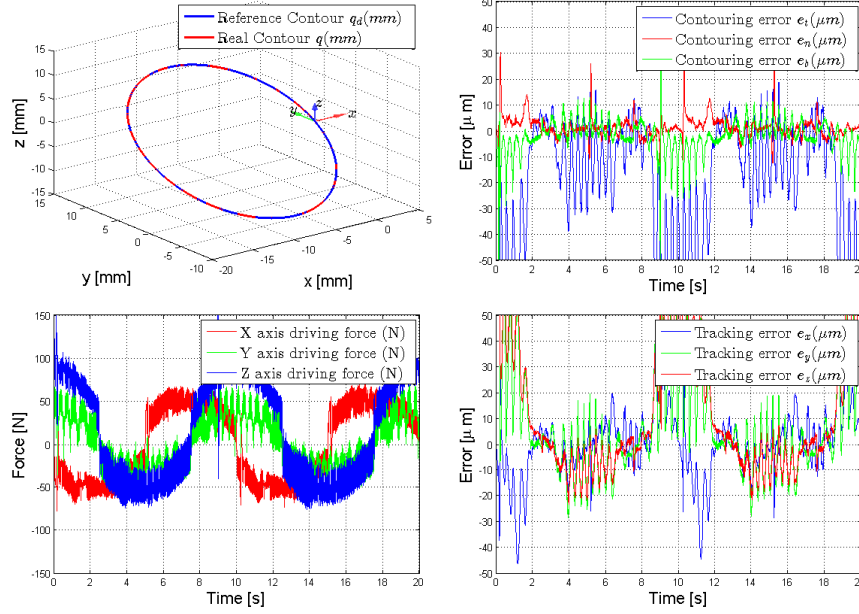 Reference Contour q_d(mm)
Real Contour q(mm)
z [mm]
15
10
5
0
-5
-10
-15
15
10
5
0
-5
-10
y [mm]
-20
-15
-10
-5
0
5
x [mm]
z
y
x
Contouring error e_t(μm)
Contouring error e_n(μm)
Contouring error e_b(μm)
Error [μ m]
50
40
30
20
10
0
-10
-20
-30
-40
-50
0 2 4 6 8 10 12 14 16 18 20
Time [s]
X axis driving force (N)
Y axis driving force (N)
Z axis driving force (N)
Force [N]
150
100
50
0
-50
-100
-150
0 2 4 6 8 10 12 14 16 18 20
Time [s]
Tracking error e_x(μm)
Tracking error e_y(μm)
Tracking error e_z(μm)
Error [μ m]
50
40
30
20
10
0
-10
-20
-30
-40
-50
0 2 4 6 8 10 12 14 16 18 20
Time [s]